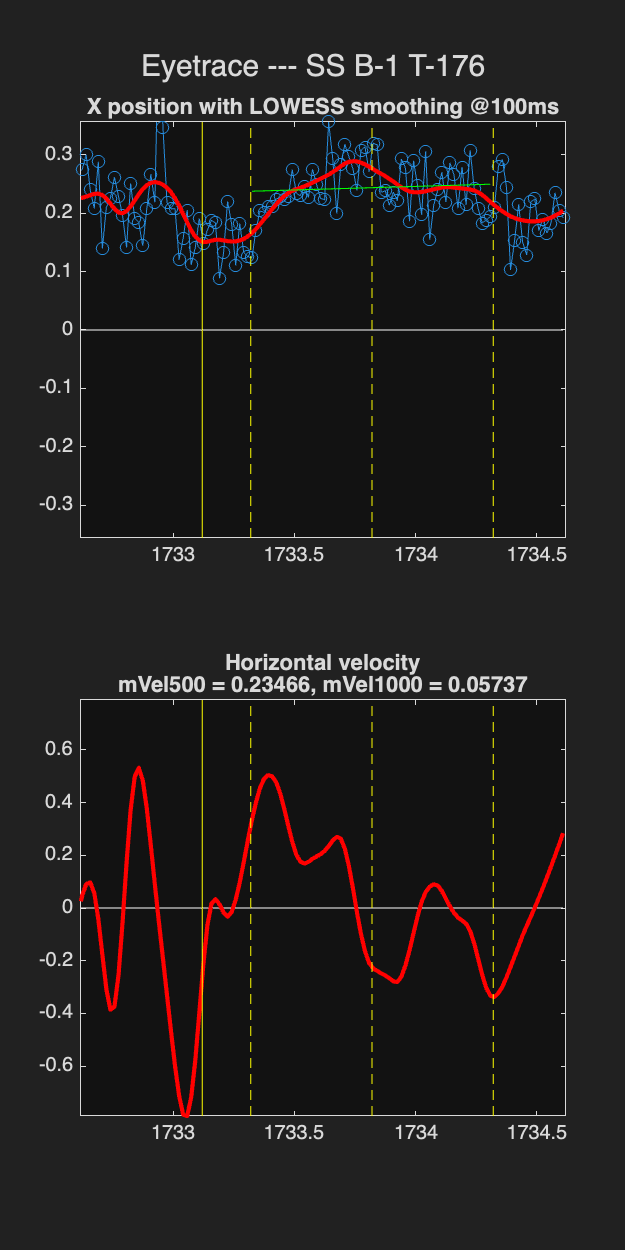 Eyetrace --- SS B-1 T-176
X position with LOWESS smoothing @100ms
0.3
0.2
0.1
0
-0.1
-0.2
-0.3
1733 1733.5 1734 1734.5
Horizontal velocity
mVel500 = 0.23466, mVel1000 = 0.05737
0.6
0.4
0.2
0
-0.2
-0.4
-0.6
1733 1733.5 1734 1734.5